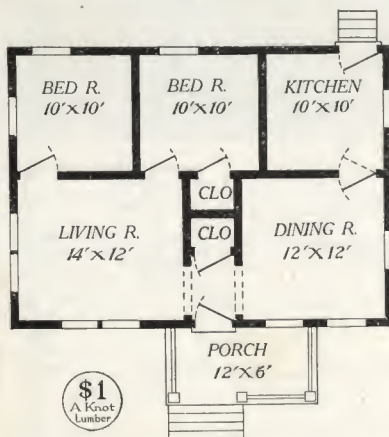 BED R.
10'X10'
BED R.
10'X10'
KITCHEN
10'X10'
CLO
LIVING R.
14'X12'
CLO
DINING R.
12'X12'
PORCH
12'X6'
$1
A Knot
Lumber